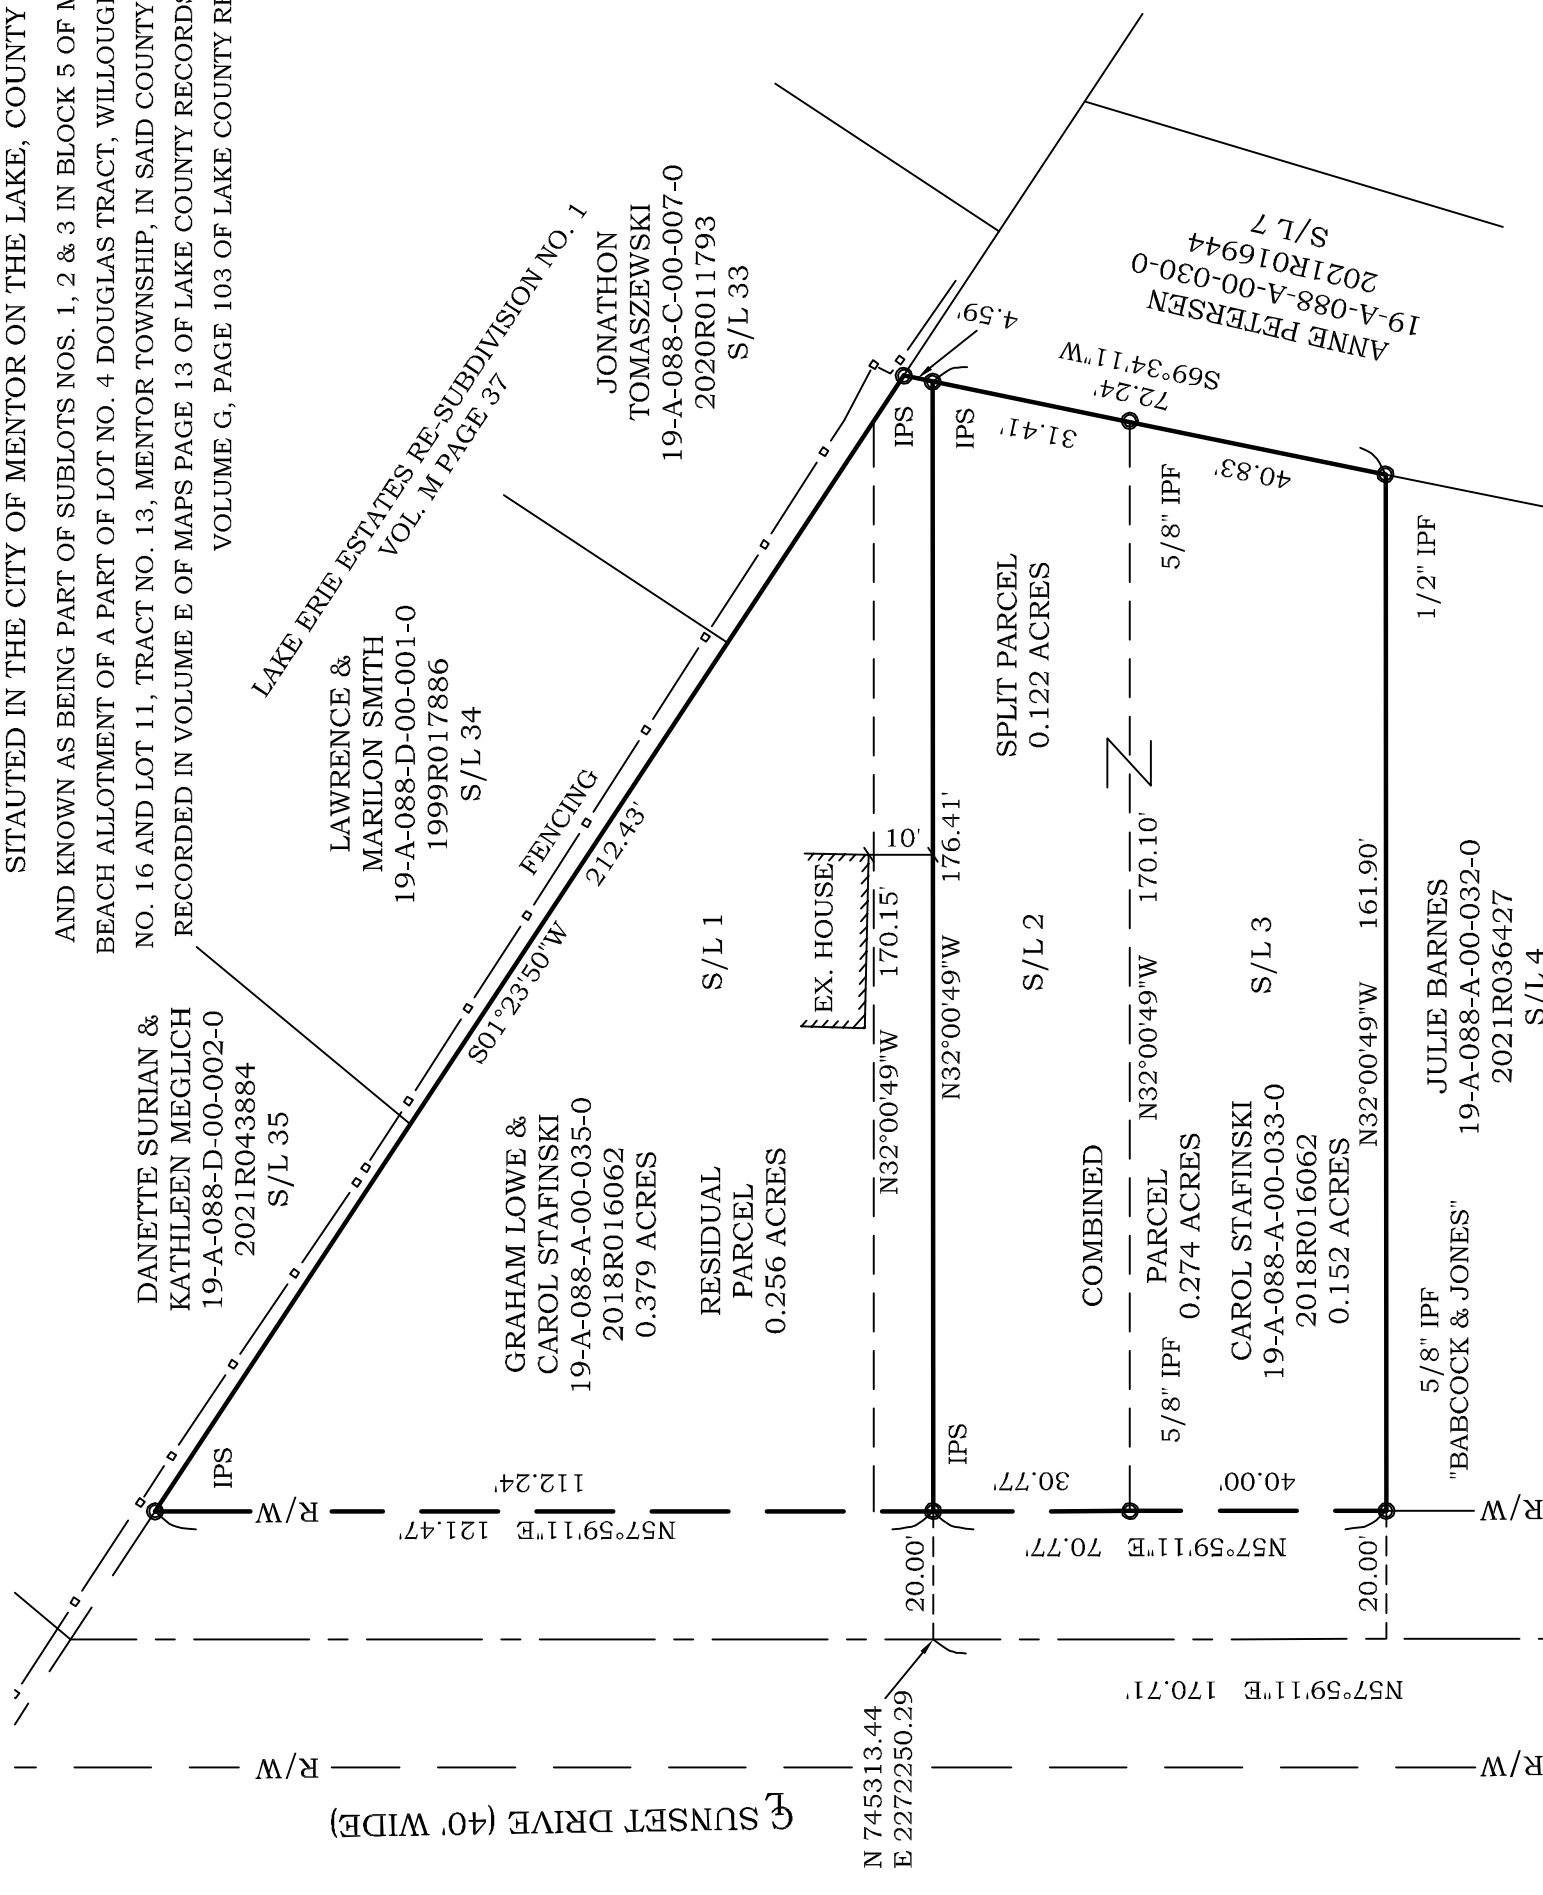 SITAUTED IN THE CITY OF MENTOR ON THE LAKE, COUNTY
AND KNOWN AS BEING PART OF SUBLOTS NOS. 1, 2 & 3 IN BLOCK 5 OF
BEACH ALLOTMENT OF A PART OF LOT NO. 4 DOUGLAS TRACT,
NO. 16 AND LOT 11, TRACT NO. 13, MENTOR TOWNSHIP, IN SAID COUNTY
RECORDED IN VOLUME E OF MAPS PAGE 13 OF LAKE COUNTY RECORDS
VOLUME G, PAGE 103 OF LAKE COUNTY
DANETTE SURIAN &
KATHLEEN MEGLICH
19-A-088-D-00-002-0
2021R043884
S/L 35
LAWRENCE &
MARILON SMITH
19-A-088-D-00-001-0
1999R017886
S/L 34
LAKE ERIE ESTATES RE-SUBDIVISION NO. 1
VOL. M PAGE 37
JONATHON
TOMASZEWSKI
19-A-088-C-00-007-0
2020R011793
S/L 33
FENCING
S01°23'50"W
212.43'
GRAHAM LOWE &
CAROL STAFINSKI
19-A-088-A-00-035-0
2018R016062
0.379 ACRES
RESIDUAL
PARCEL
0.256 ACRES
S/L 1
EX. HOUSE
10'
N32°00'49"W
170.15'
N32°00'49"W
176.41'
IPS
IPS
IPS
IPS
4.59'
SPLIT PARCEL
0.122 ACRES
S/L 2
COMBINED
PARCEL
0.274 ACRES
N32°00'49"W
170.10'
Z
5/8" IPF
5/8" IPF
CAROL STAFINSKI
19-A-088-A-00-033-0
2018R016062
0.152 ACRES
S/L 3
N32°00'49"W
161.90'
5/8" IPF
"BABCOCK & JONES"
1/2" IPF
JULIE BARNES
19-A-088-A-00-032-0
2021R036427
S/L 4
ANNE PETERSEN
19-A-088-A-00-030-0
2021R016944
S/L 7
S69°34'11"W
72.24'
31.41'
40.83'
112.24'
N57°59'11"E 121.47'
30.77'
40.00'
N57°59'11"E 70.77'
20.00'
20.00'
N57°59'11"E 170.71'
R/W
R/W
R/W
R/W
N 745313.44
E 2272250.29
℄ SUNSET DRIVE (40' WIDE)